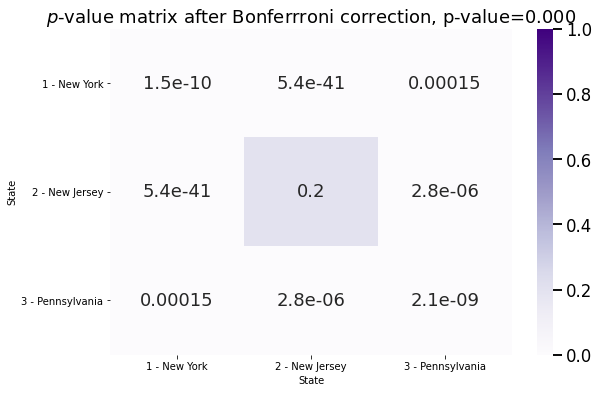 p-value matrix after Bonferrroni correction, p-value=0.000
1 - New York 1.5e-10 5.4e-41 0.00015
2 - New Jersey 5.4e-41 0.2 2.8e-06
3 - Pennsylvania 0.00015 2.8e-06 2.1e-09
State
1 - New York 2 - New Jersey 3 - Pennsylvania
State
1.0
0.8
0.6
0.4
0.2
0.0